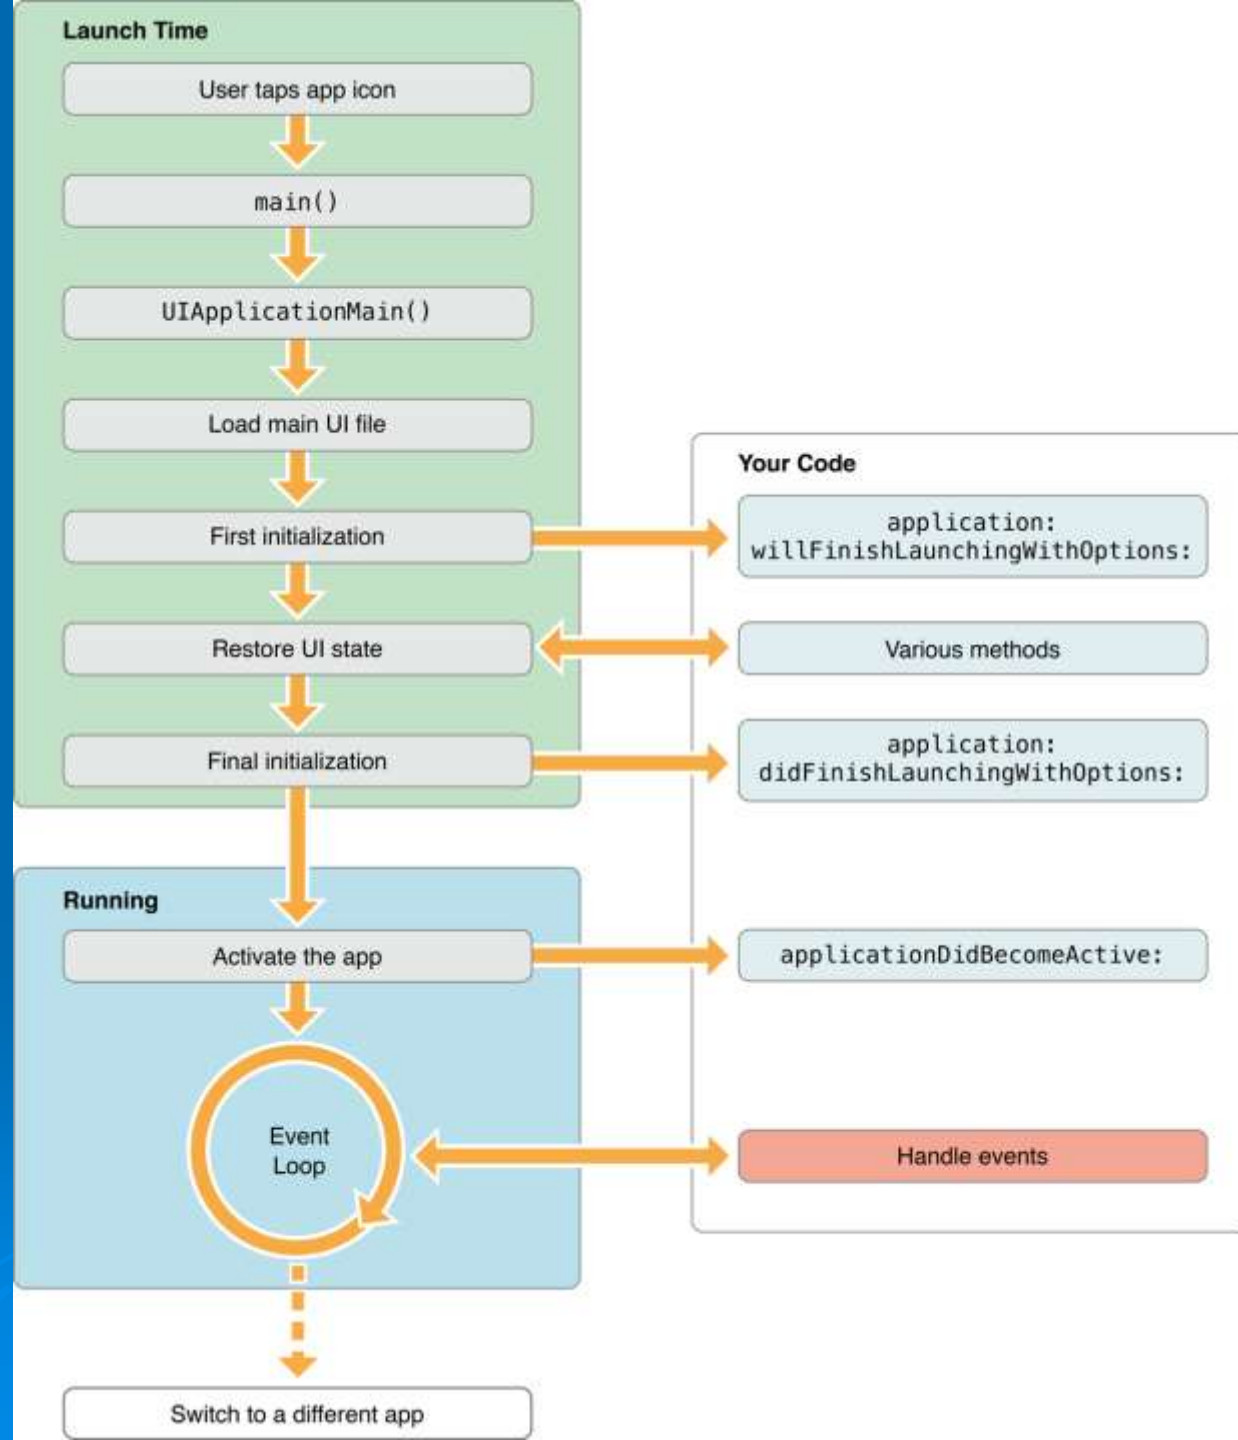 Launch Time
User taps app icon
main()
UIApplicationMain()
Load main UI file
First initialization
Restore UI state
Final initialization
Your Code
application:
willFinishLaunchingWithOptions:
Various methods
application:
didFinishLaunchingWithOptions:
Running
Activate the app
applicationDidBecomeActive:
Event
Loop
Handle events
Switch to a different app